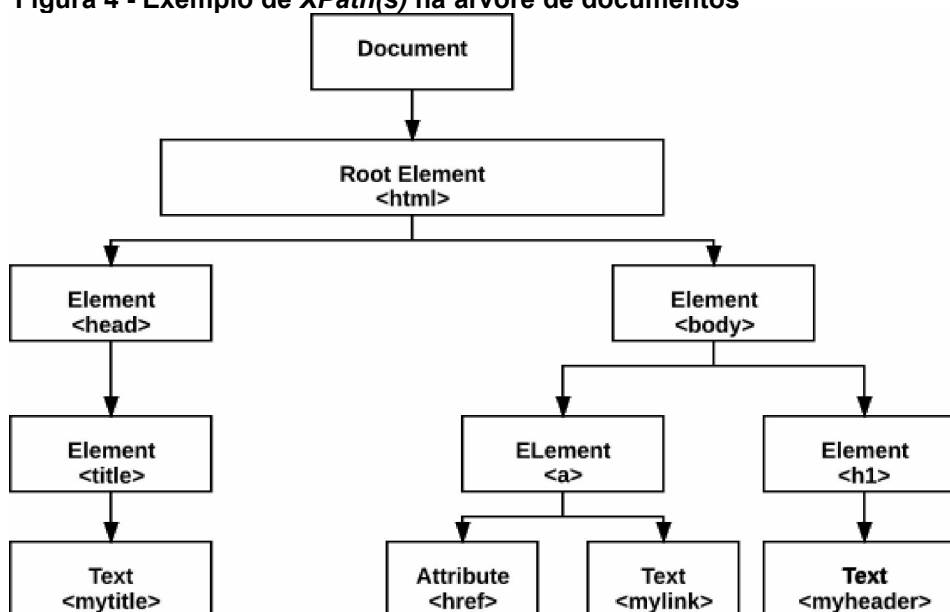 Figura 4 - Exemplo de XPath(s) na árvore de documentos
Document
Root Element
<html>
Element
<head>
Element
<body>
Element
<title>
ELement
<a>
Element
<h1>
Text
<mytitle>
Attribute
<href>
Text
<mylink>
Text
<myheader>